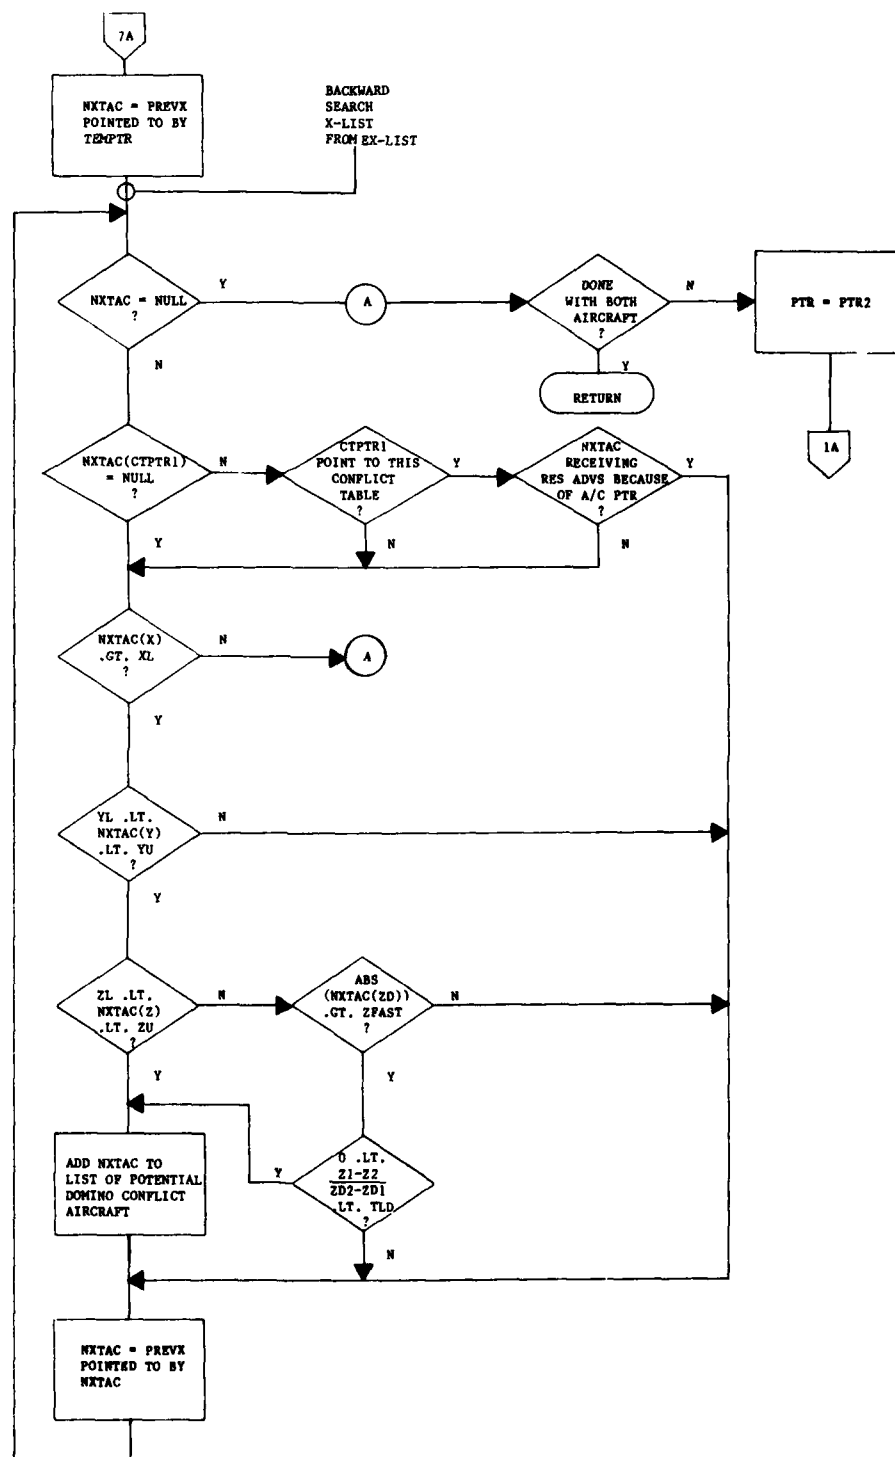 7A
NXTAC = PREVX
POINTED TO BY
TEMPTR
BACKWARD
SEARCH
X-LIST
FROM EX-LIST
NXTAC = NULL
?
Y
N
A
DONE
WITH BOTH
AIRCRAFT
?
N
Y
RETURN
PTR = PTR2
1A
NXTAC(CTPTR1)
= NULL
?
N
Y
CTPTR1
POINT TO THIS
CONFLICT
TABLE
?
Y
N
NXTAC
RECEIVING
RES ADVS BECAUSE
OF A/C PTR
?
Y
N
NXTAC(X)
.GT. XL
?
N
A
Y
YL .LT.
NXTAC(Y)
.LT. YU
?
N
Y
ZL .LT.
NXTAC(Z)
.LT. ZU
?
N
Y
ABS
(NXTAC(ZD))
.GT. ZFAST
?
N
Y
ADD NXTAC TO
LIST OF POTENTIAL
DOMINO CONFLICT
AIRCRAFT
0 .LT.
Z1-Z2
ZD2-ZD1
.LT. TLD
?
Y
N
NXTAC = PREVX
POINTED TO BY
NXTAC